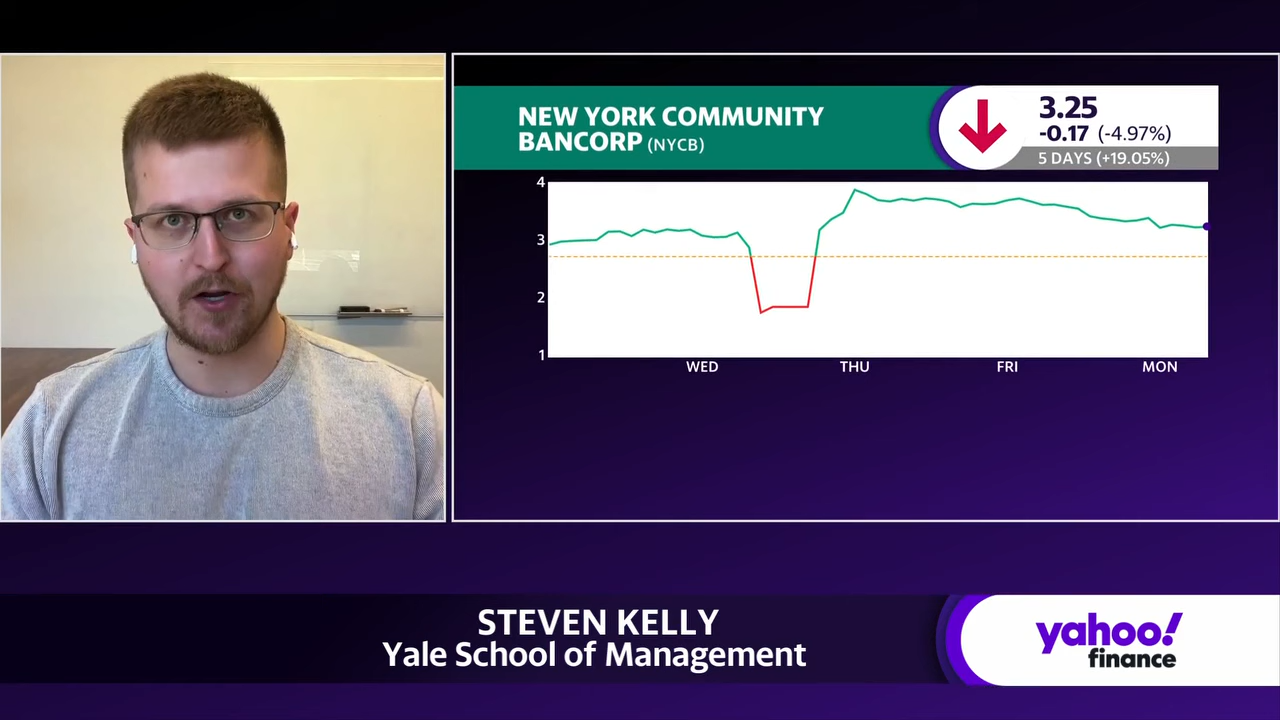 NEW YORK COMMUNITY
BANCORP (NYCB)
3.25
-0.17 (-4.97%)
5 DAYS (+19.05%)
4
3
2
1
WED THU FRI MON
STEVEN KELLY
Yale School of Management
yahoo!
finance